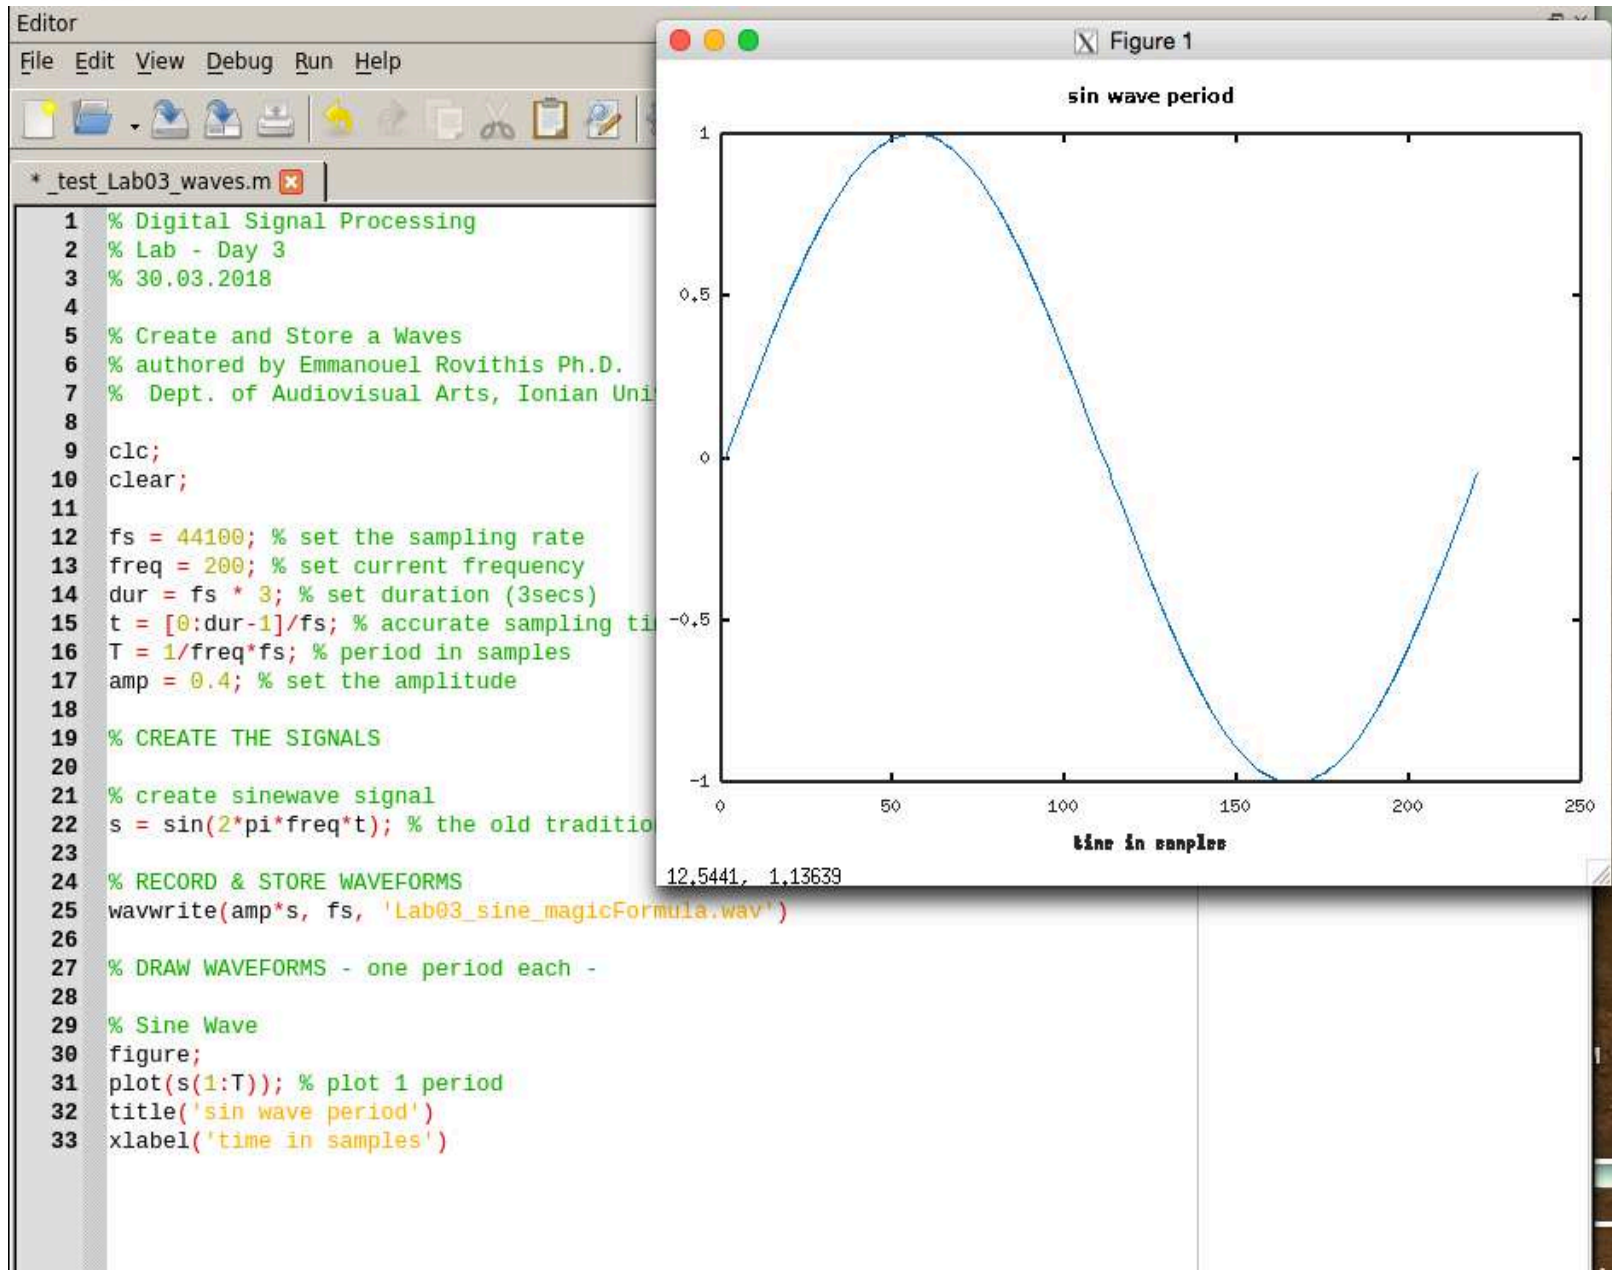 Editor
File Edit View Debug Run Help
* _test_Lab03_waves.m
1 % Digital Signal Processing
2 % Lab - Day 3
3 % 30.03.2018
4
5 % Create and Store a Waves
6 % authored by Emmanouel Rovithis Ph.D.
7 %  Dept. of Audiovisual Arts, Ionian
8
9 clc;
10 clear;
11
12 fs = 44100; % set the sampling rate
13 freq = 200; % set current frequency
14 dur = fs * 3; % set duration (3secs)
15 t = [0:dur-1]/fs; % accurate sampling
16 T = 1/freq*fs; % period in samples
17 amp = 0.4; % set the amplitude
18
19 % CREATE THE SIGNALS
20
21 % create sinewave signal
22 s = sin(2*pi*freq*t); % the old
23
24 % RECORD & STORE WAVEFORMS
25 wavwrite(amp*s, fs, 'Lab03_sine_magicFormula.wav')
26
27 % DRAW WAVEFORMS - one period each -
28
29 % Sine Wave
30 figure;
31 plot(s(1:T)); % plot 1 period
32 title('sin wave period')
33 xlabel('time in samples')
Figure 1
sin wave period
1
0.5
0
-0.5
-1
0 50 100 150 200 250
time in samples
12.5441, 1.13639